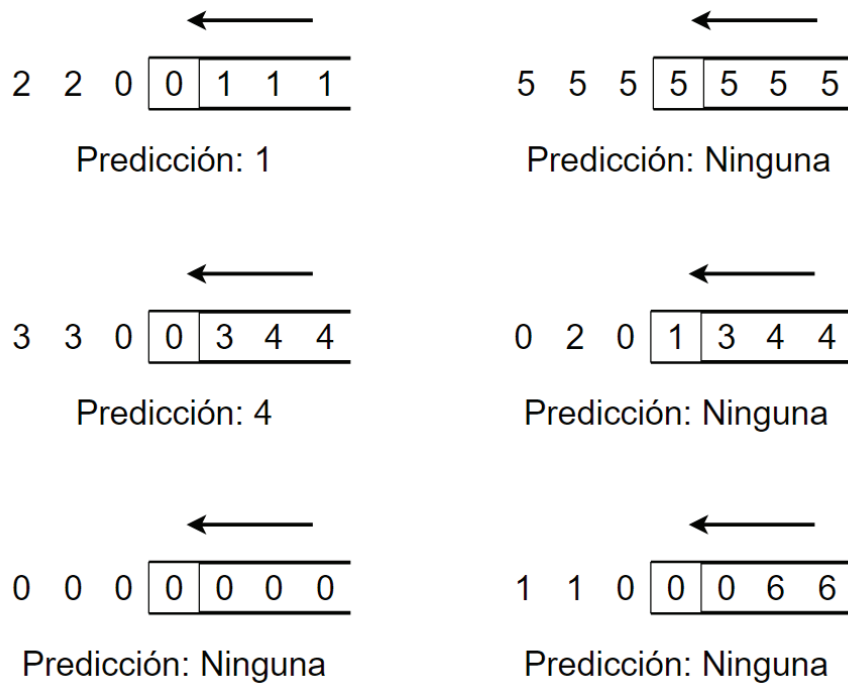 2 2 0 0 1 1 1
Predicción: 1
5 5 5 5 5 5 5
Predicción: Ninguna
3 3 0 0 3 4 4
Predicción: 4
0 2 0 1 3 4 4
Predicción: Ninguna
0 0 0 0 0 0 0
Predicción: Ninguna
1 1 0 0 0 6 6
Predicción: Ninguna